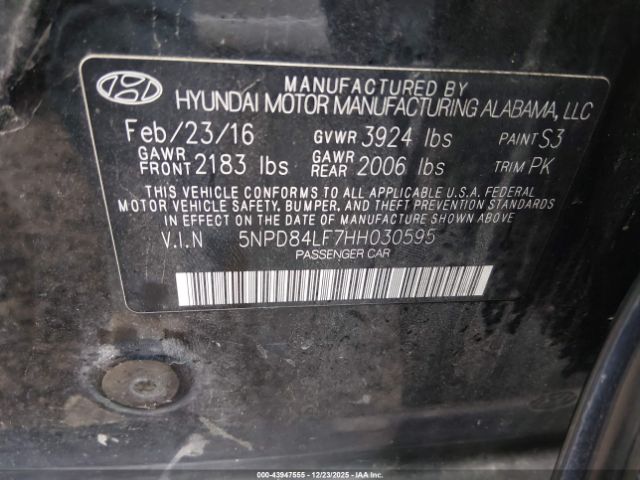 MANUFACTURED BY
HYUNDAI MOTOR MANUFACTURING ALABAMA, LLC
Feb/23/16 GVWR 3924 lbs PAINT S3
GAWR FRONT 2183 lbs GAWR REAR 2006 lbs TRIM PK
THIS VEHICLE CONFORMS TO ALL APPLICABLE U.S.A. FEDERAL
MOTOR VEHICLE SAFETY, BUMPER, AND THEFT PREVENTION STANDARDS
IN EFFECT ON THE DATE OF MANUFACTURE SHOWN ABOVE
V.I.N 5NPD84LF7HH030595
PASSENGER CAR
000-43947555 - 12/23/2025 - IAAI.COM